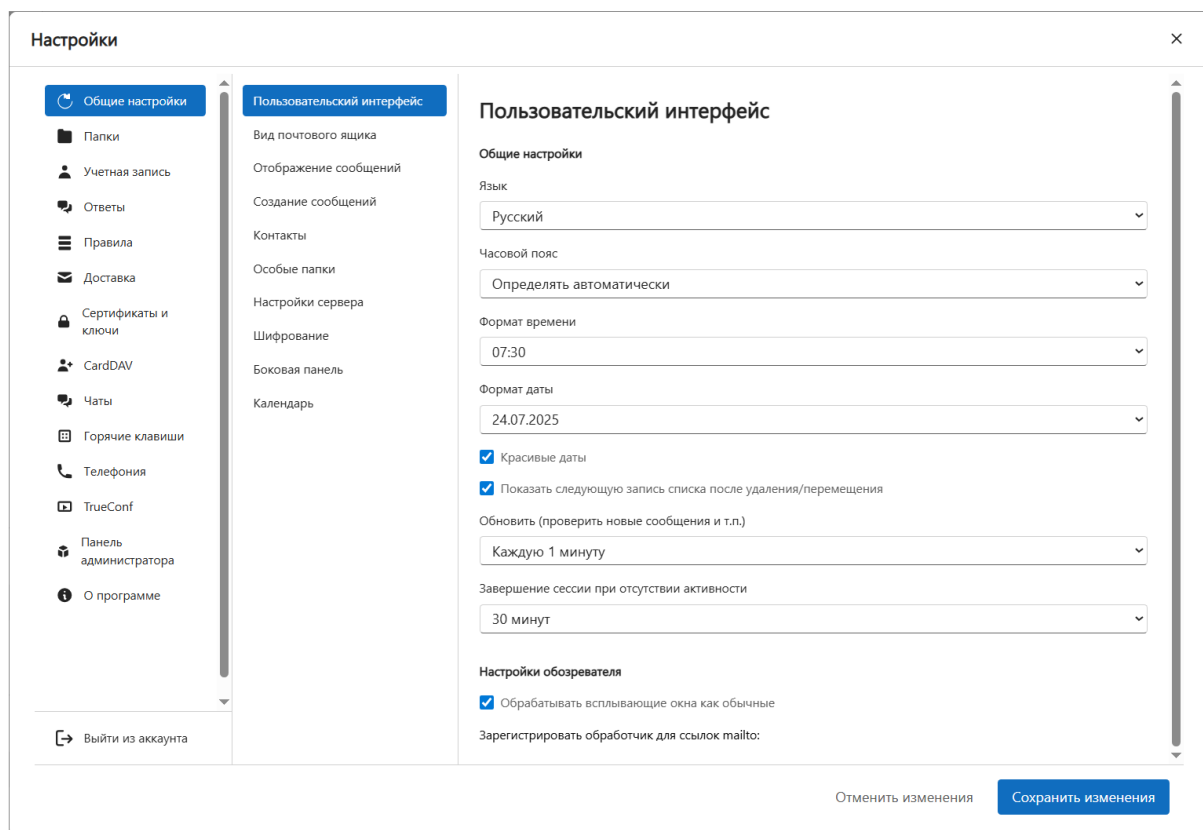 Настройки
Общие настройки
Папки
Учетная запись
Ответы
Правила
Доставка
Сертификаты и
ключи
CardDAV
Чаты
Горячие клавиши
Телефония
TrueConf
Панель
администратора
О программе
Выйти из аккаунта
Пользовательский интерфейс
Вид почтового ящика
Отображение сообщений
Создание сообщений
Контакты
Особые папки
Настройки сервера
Шифрование
Боковая панель
Календарь
Пользовательский интерфейс
Общие настройки
Язык
Русский
Часовой пояс
Определять автоматически
Формат времени
07:30
Формат даты
24.07.2025
Красивые даты
Показать следующую запись списка после удаления/перемещения
Обновить (проверить новые сообщения и т.п.)
Каждую 1 минуту
Завершение сессии при отсутствии активности
30 минут
Настройки обозревателя
Обрабатывать всплывающие окна как обычные
Зарегистрировать обработчик для ссылок mailto:
Отменить изменения
Сохранить изменения